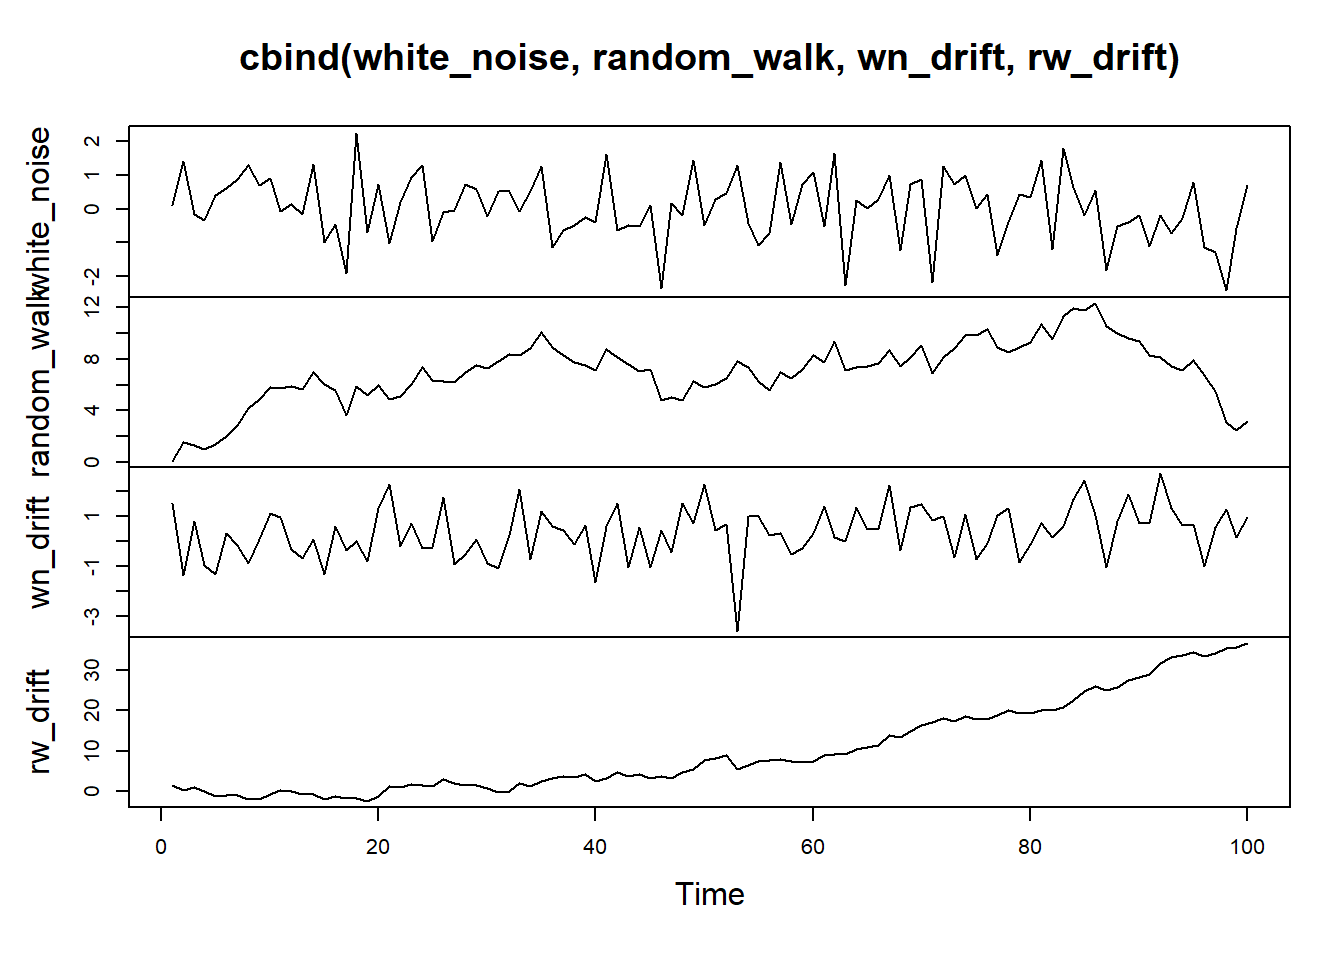 cbind(white_noise, random_walk, wn_drift, rw_drift)
white_noise
2
1
0
-2
random_walk
12
8
4
0
wn_drift
1
-1
-3
rw_drift
30
20
10
0
0 20 40 60 80 100
Time